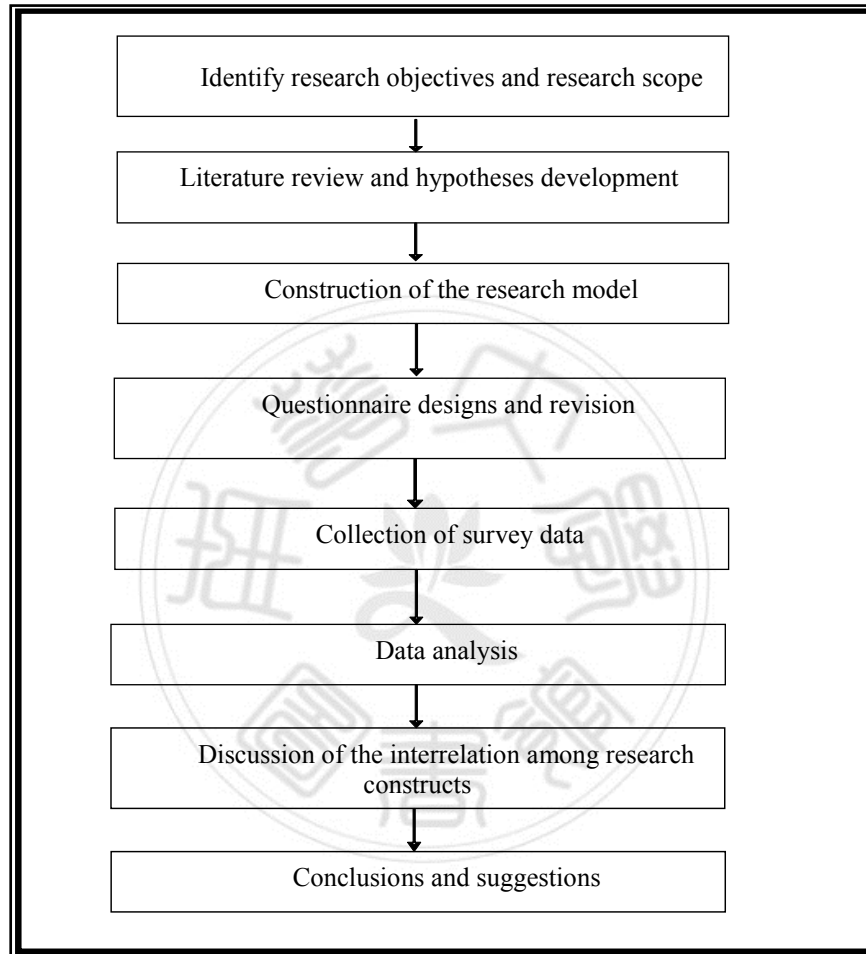 Identify research objectives and research scope
Literature review and hypotheses development
Construction of the research model
Questionnaire designs and revision
Collection of survey data
Data analysis
Discussion of the interrelation among research
constructs
Conclusions and suggestions